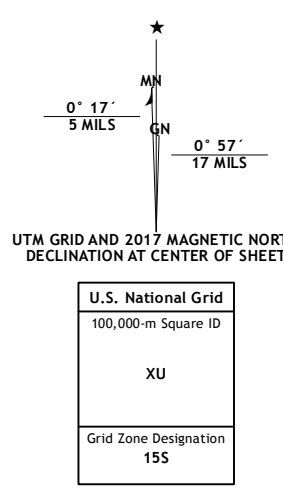 MN
0° 17´
5 MILS
GN
0° 57´
17 MILS
UTM GRID AND 2017 MAGNETIC NORT
DECLINATION AT CENTER OF SHEET
U.S. National Grid
100,000-m Square ID
XU
Grid Zone Designation
15S